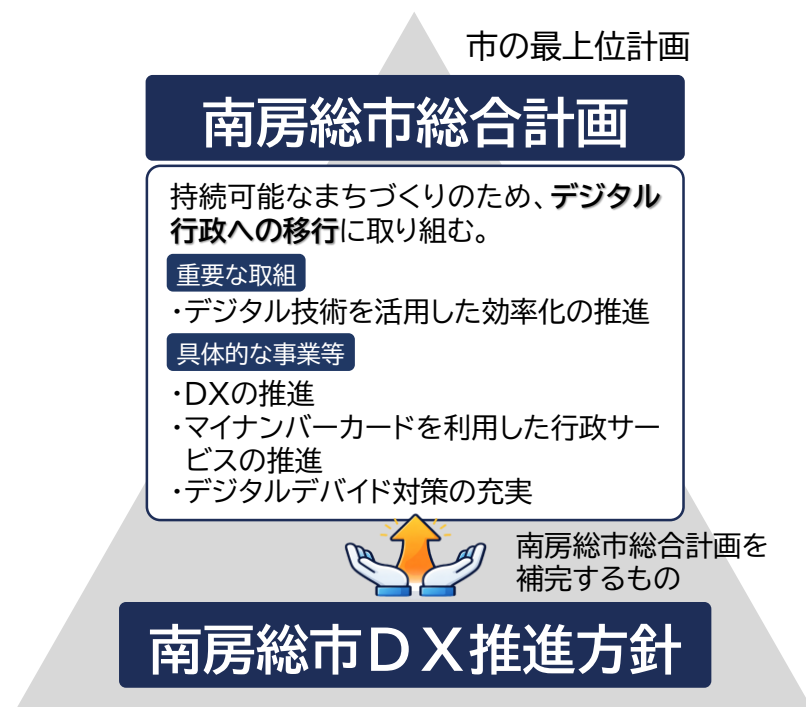 市の最上位計画
南房総市総合計画
持続可能なまちづくりのため、デジタル
行政への移行に取り組む。
重要な取組
・デジタル技術を活用した効率化の推進
具体的な事業等
・DXの推進
・マイナンバーカードを利用した行政サー
ビスの推進
・デジタルデバイド対策の充実
南房総市総合計画を
補完するもの
南房総市DX推進方針